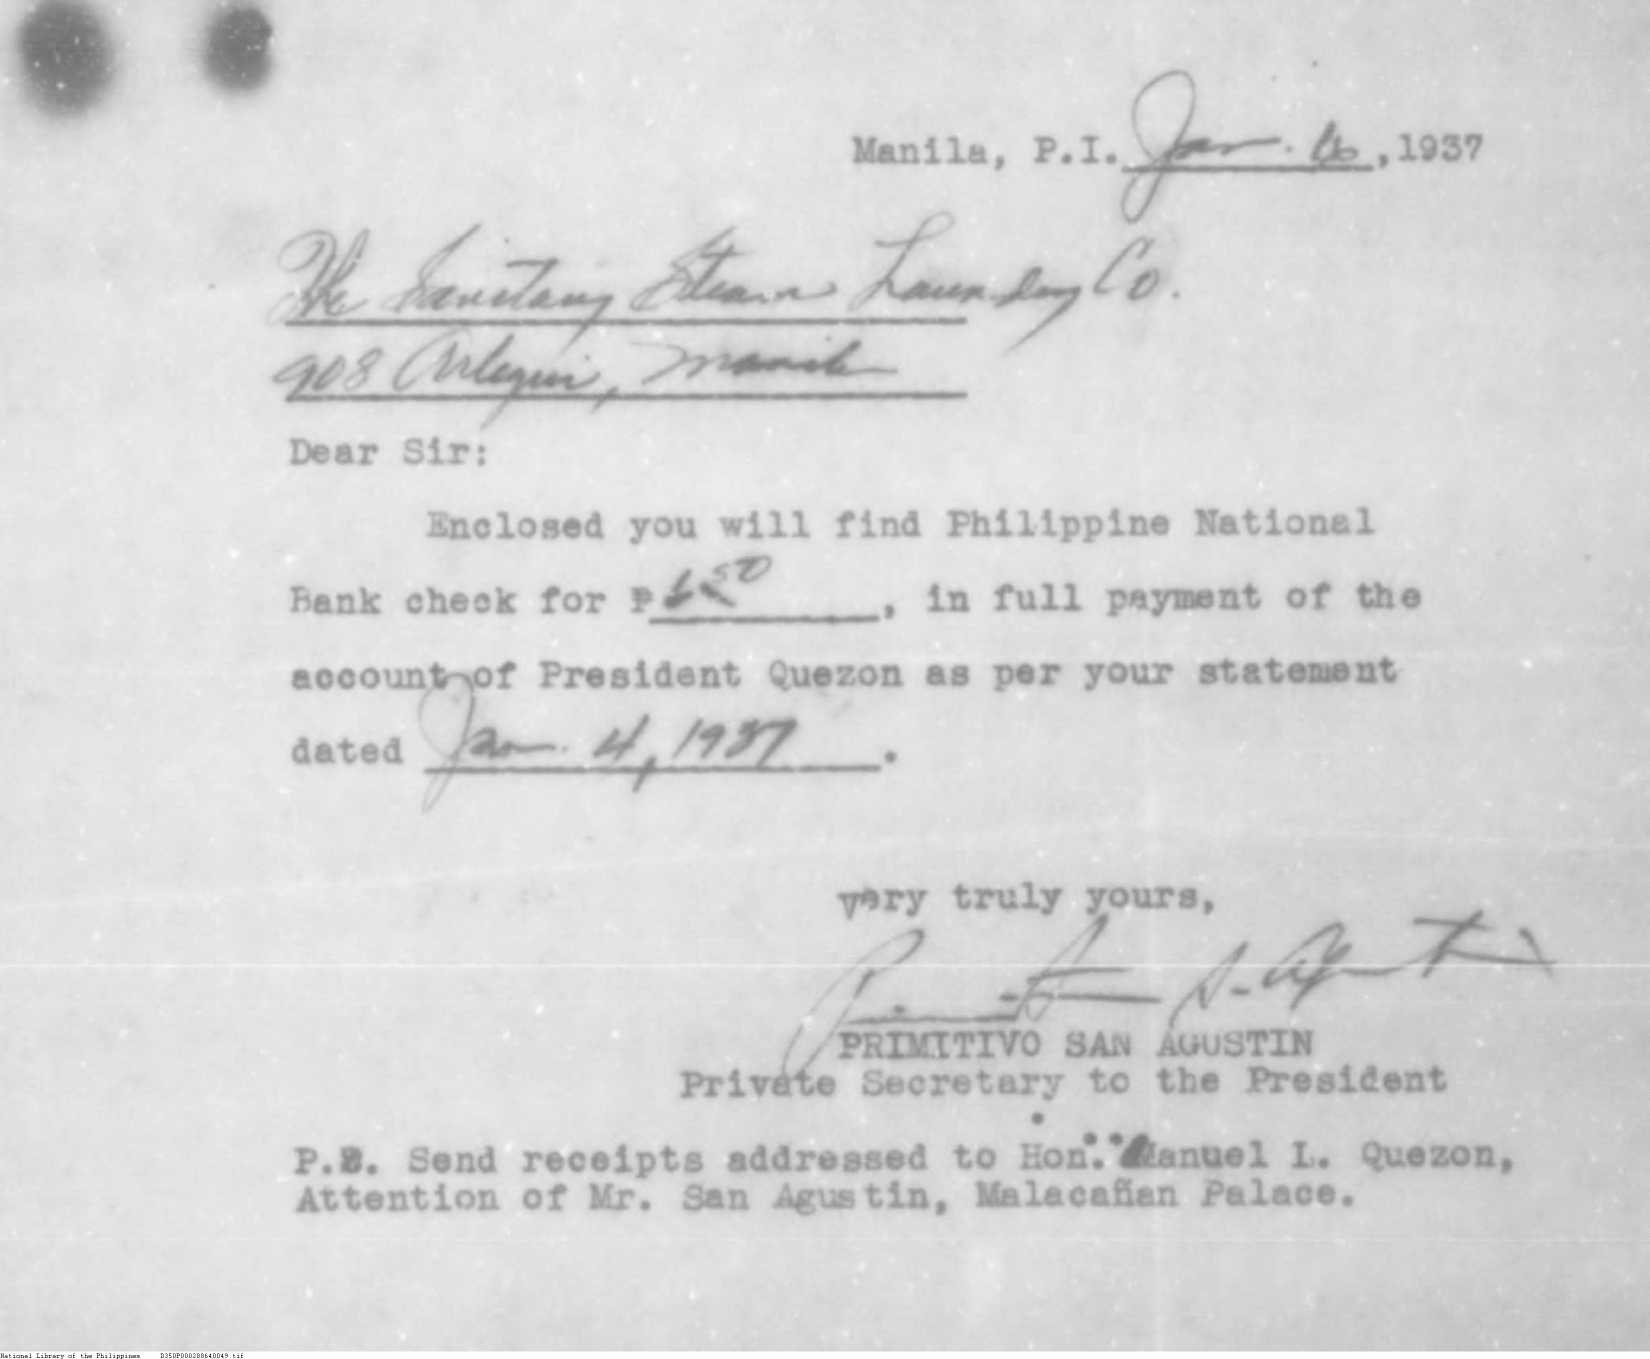 Manila, P.I. Jan. 16, 1937
The Sanitary Steam Laundry Co.
908 Arlegui, Manila
Dear Sir:
Enclosed you will find Philippine National
Bank check for ₱ 50, in full payment of the
account of President Quezon as per your statement
dated Jan. 4, 1937.
very truly yours,
Primitivo S. Agustin
PRIMITIVO SAN AGUSTIN
Private Secretary to the President
P.S. Send receipts addressed to Hon. Manuel L. Quezon,
Attention of Mr. San Agustin, Malacañan Palace.
National Library of the Philippines